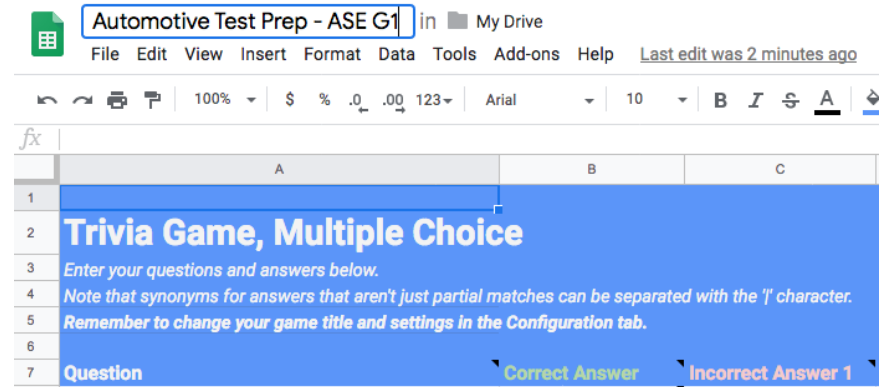 Automotive Test Prep - ASE G1 in My Drive
File Edit View Insert Format Data Tools Add-ons Help Last edit was 2 minutes ago
100% $ % .0 .00 123 Arial 10 B I S A
fx
A B C
1
2 Trivia Game, Multiple Choice
3 Enter your questions and answers below.
4 Note that synonyms for answers that aren't just partial matches can be separated with the '|' character.
5 Remember to change your game title and settings in the Configuration tab.
6
7 Question Correct Answer Incorrect Answer 1